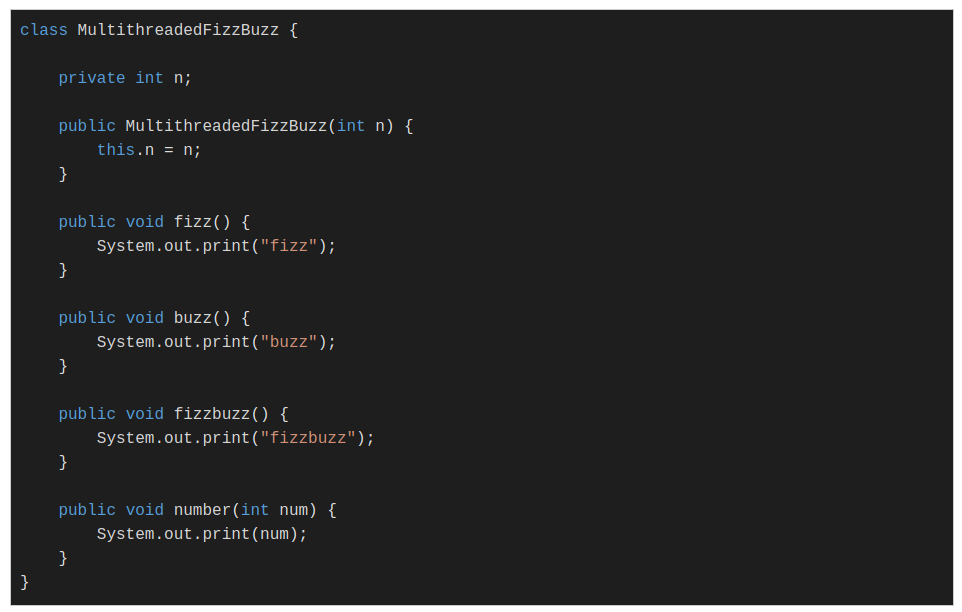 class MultithreadedFizzBuzz {

    private int n;

    public MultithreadedFizzBuzz(int n) {
        this.n = n;
    }

    public void fizz() {
        System.out.print("fizz");
    }

    public void buzz() {
        System.out.print("buzz");
    }

    public void fizzbuzz() {
        System.out.print("fizzbuzz");
    }

    public void number(int num) {
        System.out.print(num);
    }
}